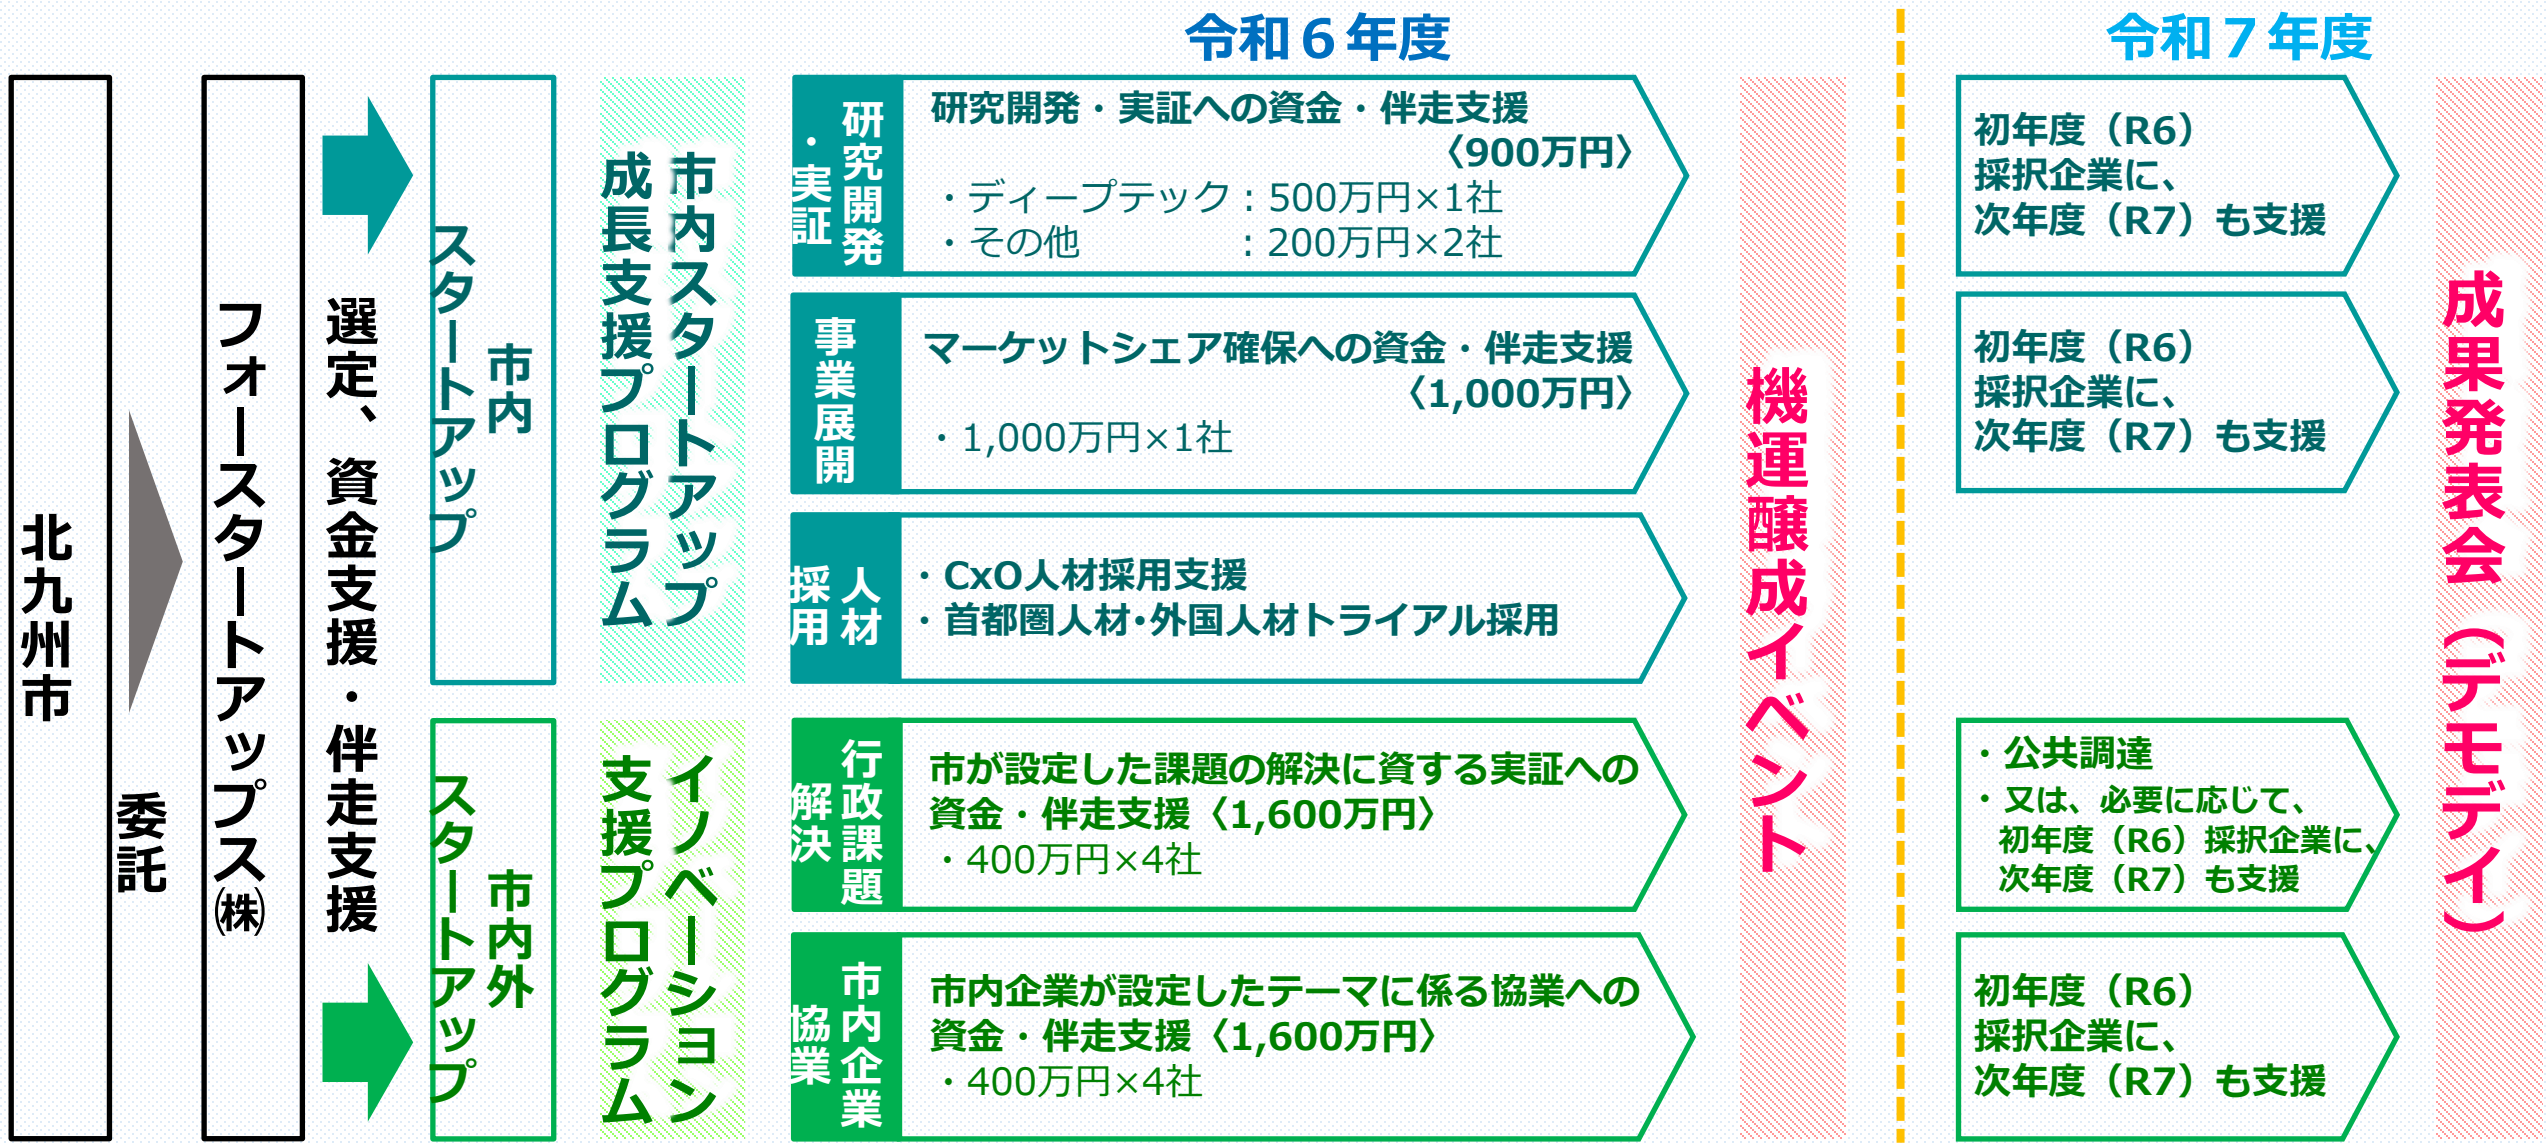 令和６年度
令和７年度
北九州市
委託
フォースタートアップス㈱
選定、資金支援・伴走支援
市内
スタートアップ
市内スタートアップ
成長支援プログラム
研究開発
・実証
研究開発・実証への資金・伴走支援
〈900万円〉
・ディープテック：500万円×1社
・その他　　　　：200万円×2社
事業展開
マーケットシェア確保への資金・伴走支援
〈1,000万円〉
・1,000万円×1社
人材
採用
・CxO人材採用支援
・首都圏人材･外国人材トライアル採用
市内外
スタートアップ
イノベーション
支援プログラム
行政課題
解決
市が設定した課題の解決に資する実証への
資金・伴走支援〈1,600万円〉
・400万円×4社
市内企業
協業
市内企業が設定したテーマに係る協業への
資金・伴走支援〈1,600万円〉
・400万円×4社
機運醸成イベント
初年度（R6）
採択企業に、
次年度（R7）も支援
初年度（R6）
採択企業に、
次年度（R7）も支援
・公共調達
・又は、必要に応じて、
初年度（R6）採択企業に、
次年度（R7）も支援
初年度（R6）
採択企業に、
次年度（R7）も支援
成果発表会（デモデイ）